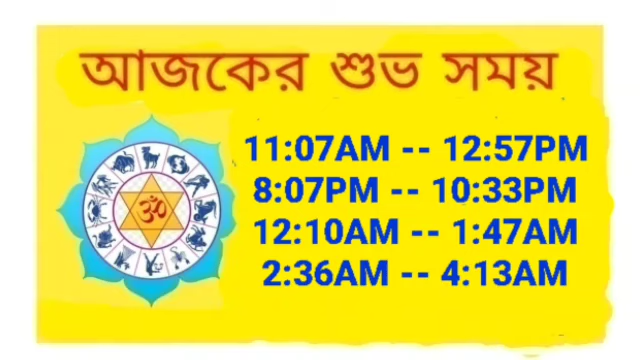 আজকের শুভ সময়
11:07AM -- 12:57PM
8:07PM -- 10:33PM
12:10AM -- 1:47AM
2:36AM -- 4:13AM
ॐ